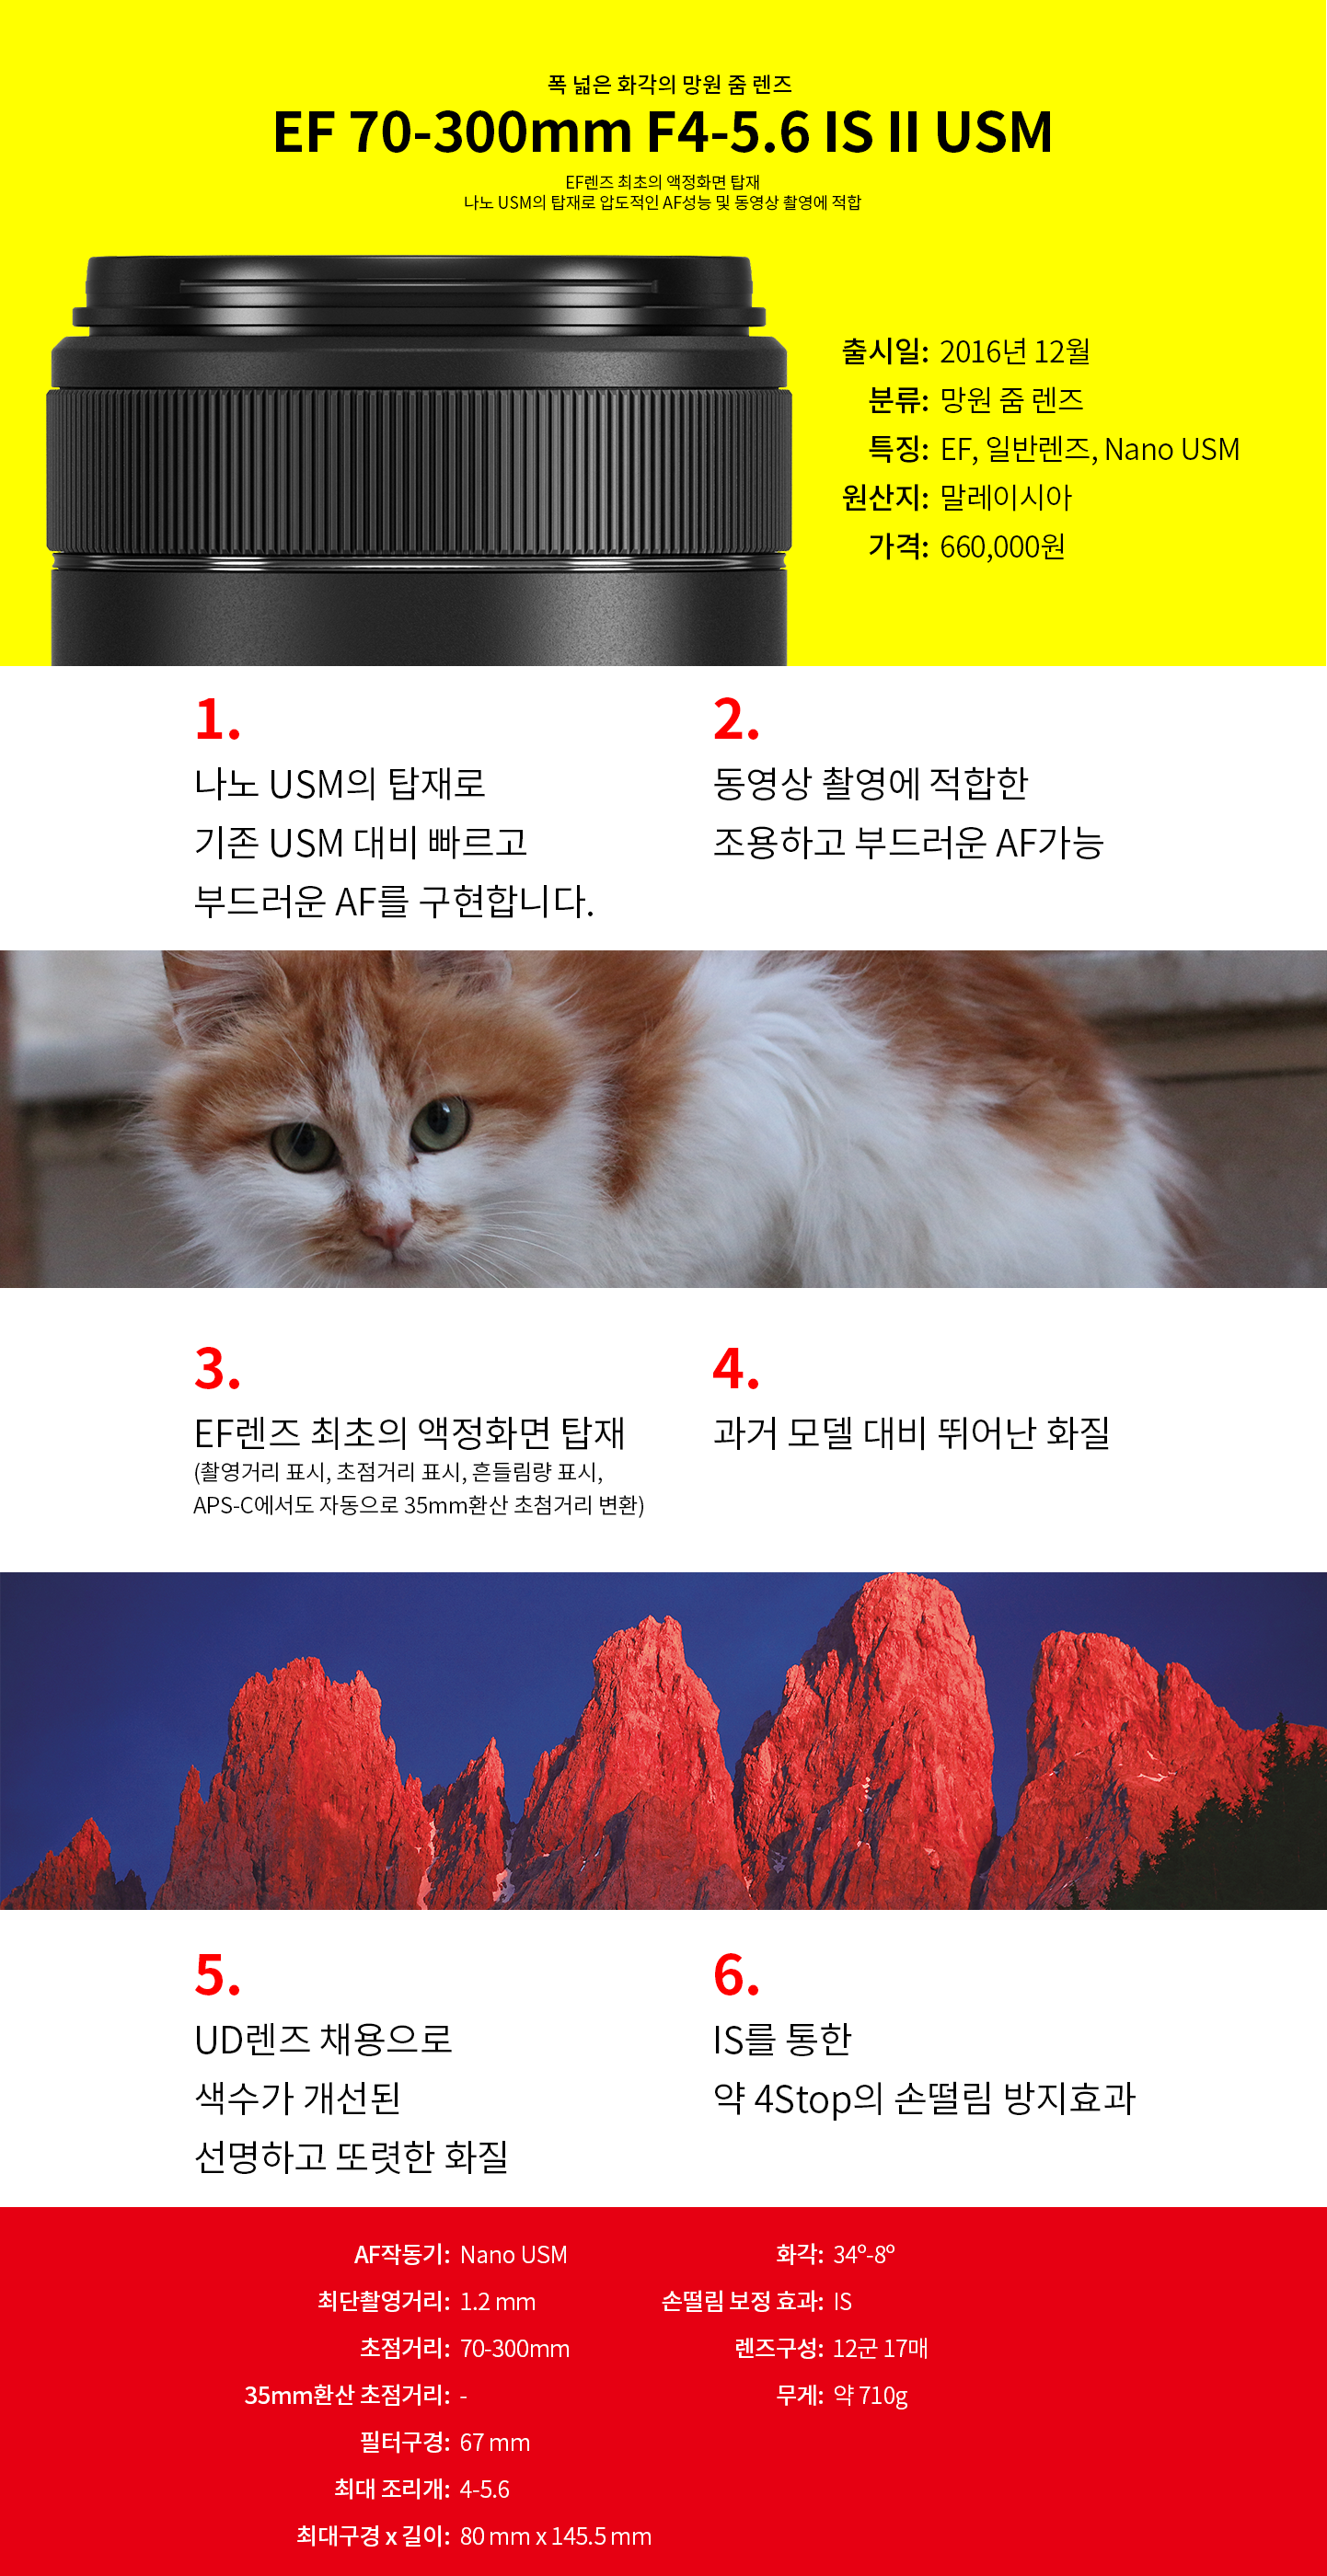 폭 넓은 화각의 망원 줌 렌즈
EF 70-300mm F4-5.6 IS II USM
EF렌즈 최초의 액정화면 탑재
나노 USM의 탑재로 압도적인 AF성능 및 동영상 촬영에 적합
출시일: 2016년 12월
분류: 망원 줌 렌즈
특징: EF, 일반렌즈, Nano USM
원산지: 말레이시아
가격: 660,000원
1.
나노 USM의 탑재로
기존 USM 대비 빠르고
부드러운 AF를 구현합니다.
2.
동영상 촬영에 적합한
조용하고 부드러운 AF가능
3.
EF렌즈 최초의 액정화면 탑재
(촬영거리 표시, 초점거리 표시, 흔들림량 표시,
APS-C에서도 자동으로 35mm환산 초첨거리 변환)
4.
과거 모델 대비 뛰어난 화질
5.
UD렌즈 채용으로
색수가 개선된
선명하고 또렷한 화질
6.
IS를 통한
약 4Stop의 손떨림 방지효과
AF작동기: Nano USM
최단촬영거리: 1.2 mm
초점거리: 70-300mm
35mm환산 초점거리: -
필터구경: 67 mm
최대 조리개: 4-5.6
최대구경 x 길이: 80 mm x 145.5 mm
화각: 34º-8º
손떨림 보정 효과: IS
렌즈구성: 12군 17매
무게: 약 710g